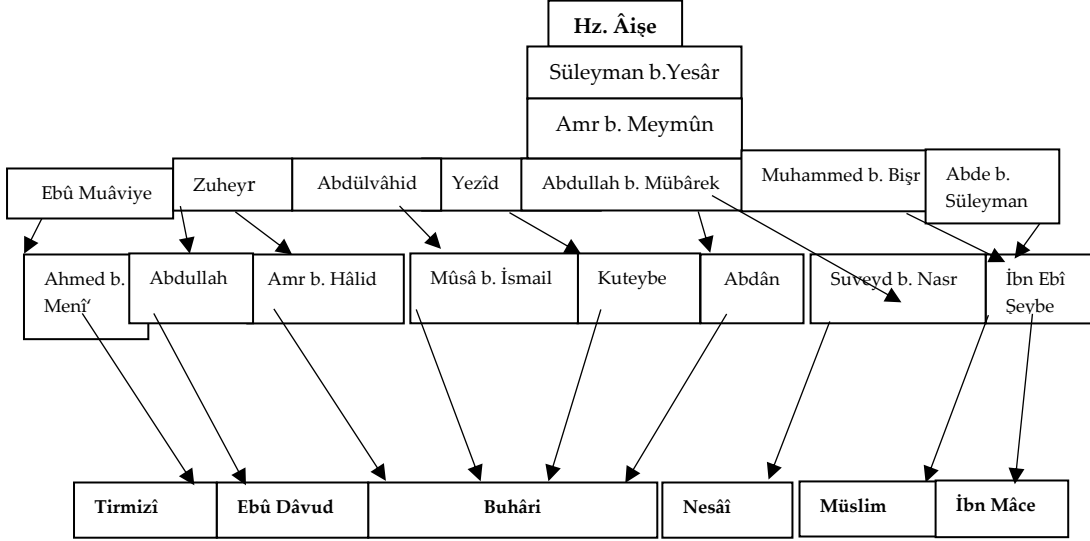 Hz. Âişe
Süleyman b.Yesâr
Amr b. Meymûn
Ebû Muâviye
Zuheyr
Abdülvâhid
Yezîd
Abdullah b. Mübârek
Muhammed b. Bişr
Abde b.
Süleyman
Ahmed b.
Menî‘
Abdullah
Amr b. Hâlid
Mûsâ b. İsmail
Kuteybe
Abdân
Suveyd b. Nasr
İbn Ebî
Şeybe
Tirmizî
Ebû Dâvud
Buhâri
Nesâî
Müslim
İbn Mâce